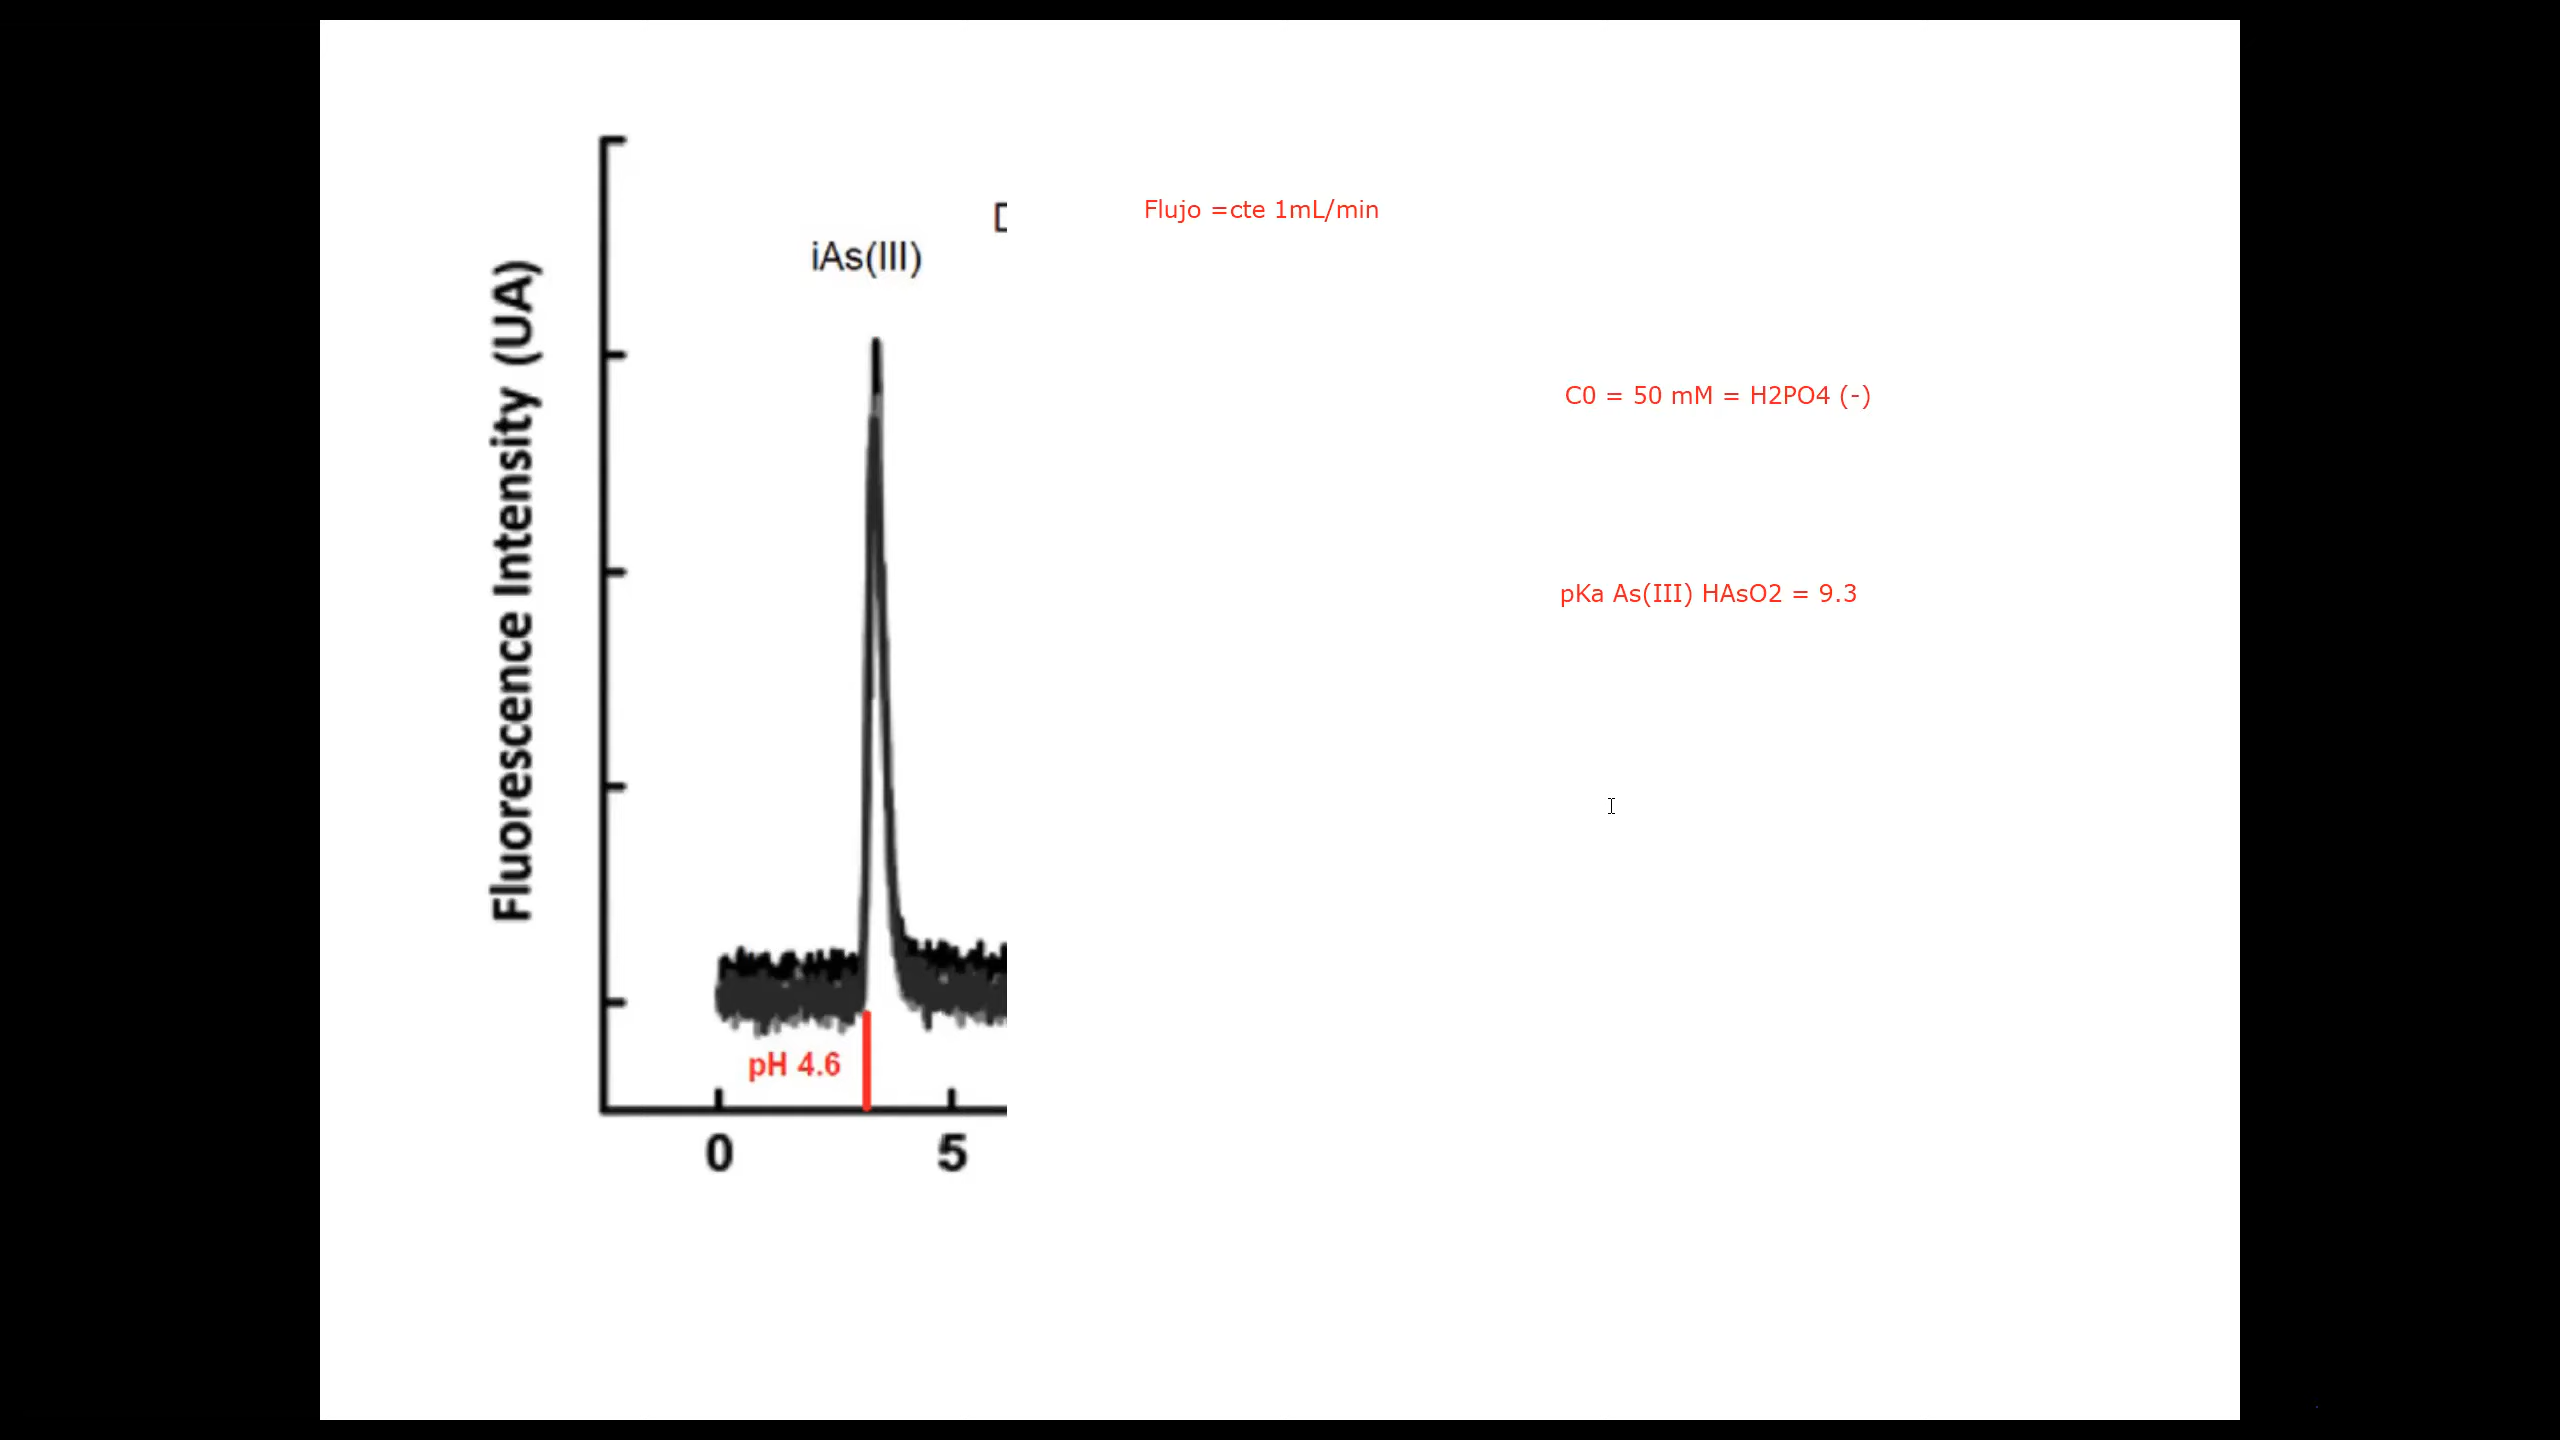 Flujo =cte 1mL/min
iAs(III)
Fluorescence Intensity (UA)
C0 = 50 mM = H2PO4 (-)
pKa As(III) HAsO2 = 9.3
pH 4.6
0
5